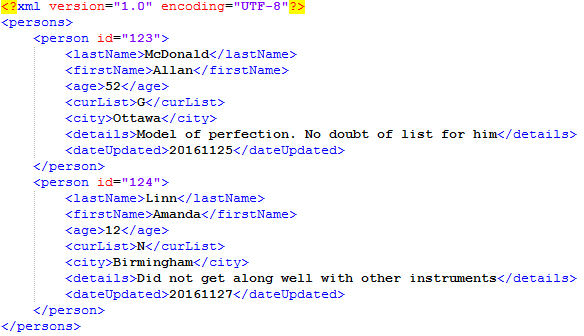 <?xml version="1.0" encoding="UTF-8"?>
<persons>
<person id="123">
<lastName>McDonald</lastName>
<firstName>Allan</firstName>
<age>52</age>
<curList>G</curList>
<city>Ottawa</city>
<details>Model of perfection. No doubt of list for him</details>
<dateUpdated>20161125</dateUpdated>
</person>
<person id="124">
<lastName>Linn</lastName>
<firstName>Amanda</firstName>
<age>12</age>
<curList>N</curList>
<city>Birmingham</city>
<details>Did not get along well with other instruments</details>
<dateUpdated>20161127</dateUpdated>
</person>
</persons>